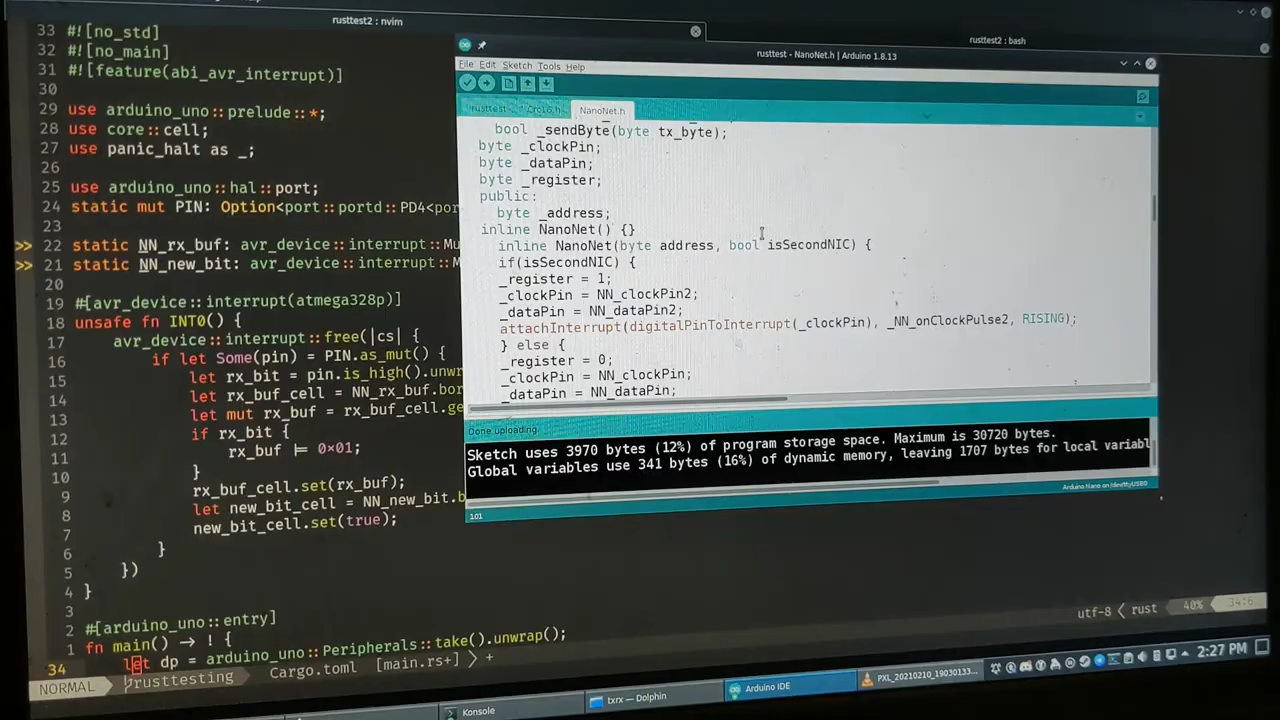 rusttest2 : nvim
rusttest2 : bash
33 #![no_std]
32 #![no_main]
31 #![feature(abi_avr_interrupt)]
30
29 use arduino_uno::prelude::*;
28 use core::cell;
27 use panic_halt as _;
26
25 use arduino_uno::hal::port;
24 static mut PIN: Option<port::portd::PD4<por
23
>> 22 static NN_rx_buf: avr_device::interrupt::Mu
>> 21 static NN_new_bit: avr_device::interrupt::M
20
19 #[avr_device::interrupt(atmega328p)]
18 unsafe fn INT0() {
17 avr_device::interrupt::free(|cs| {
16 if let Some(pin) = PIN.as_mut() {
15 let rx_bit = pin.is_high().unwr
14 let rx_buf_cell = NN_rx_buf.bor
13 let mut rx_buf = rx_buf_cell.ge
12 if rx_bit {
11 rx_buf |= 0x01;
10 }
9 rx_buf_cell.set(rx_buf);
8 let new_bit_cell = NN_new_bit.b
7 new_bit_cell.set(true);
6 }
5 })
4 }
3
2 #[arduino_uno::entry]
1 fn main() -> ! {
34 let dp = arduino_uno::Peripherals::take().unwrap();
NORMAL rusttesting Cargo.toml [main.rs+] +
utf-8 < rust 40% 34:6
rusttest - NanoNet.h | Arduino 1.8.13
File Edit Sketch Tools Help
NanoNet.h
bool _sendByte(byte tx_byte);
byte _clockPin;
byte _dataPin;
byte _register;
public:
byte _address;
inline NanoNet() {}
inline NanoNet(byte address, bool isSecondNIC) {
if(isSecondNIC) {
_register = 1;
_clockPin = NN_clockPin2;
_dataPin = NN_dataPin2;
attachInterrupt(digitalPinToInterrupt(_clockPin), _NN_onClockPulse2, RISING);
} else {
_register = 0;
_clockPin = NN_clockPin;
_dataPin = NN_dataPin;
Done uploading.
Sketch uses 3970 bytes (12%) of program storage space. Maximum is 30720 bytes.
Global variables use 341 bytes (16%) of dynamic memory, leaving 1707 bytes for local variabl
101
Arduino Nano on /dev/ttyUSB0
Konsole
txrx — Dolphin
Arduino IDE
PXL_20210210_19030133...
2:27 PM